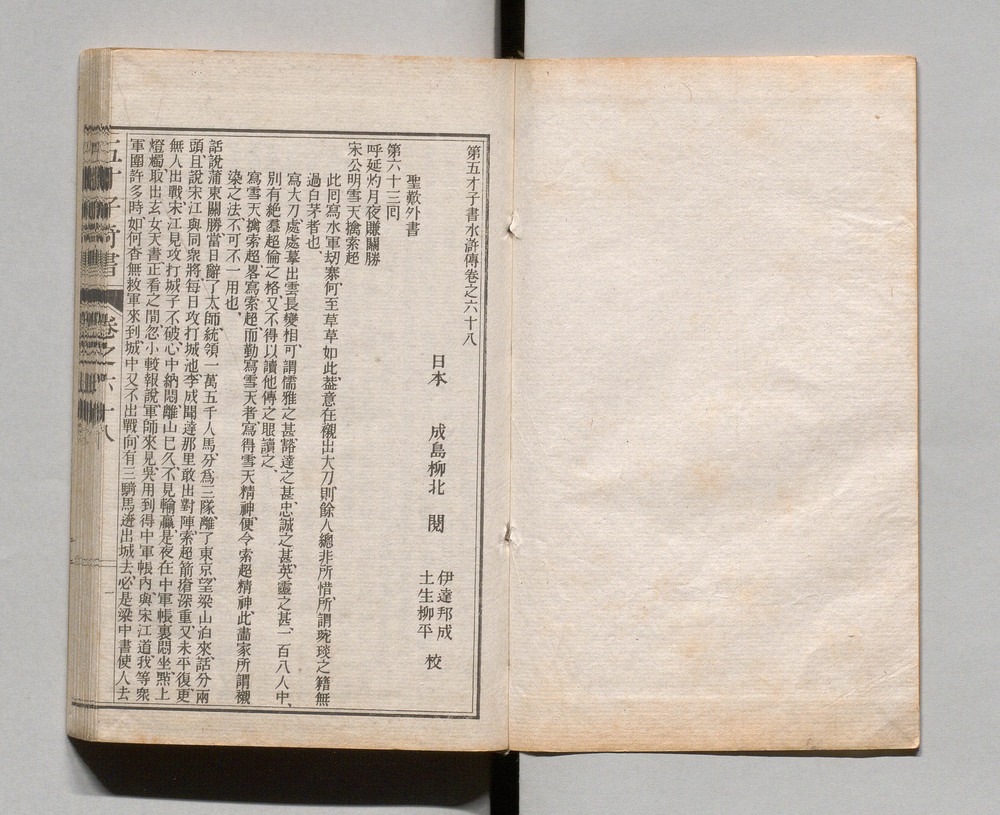 第五才子書水滸傳卷之六十八
日本 成島柳北 閱
伊達邦成
土生柳平 校
聖歎外書
第六十三回
呼延灼月夜賺關勝
宋公明雪天擒索超
此回寫水軍刧寨、何至草草如此、葢意在襯出大刀、則餘人總非所惜、所謂琬琰之籍無
過白茅者也、
寫大刀處處摹出雲長變相、可謂儒雅之甚、豁達之甚、忠誠之甚、英靈之甚、一百八人中、
別有絕羣超倫之格、又不得以讀他傳之眼讀之、
寫雪天擒索超、畧寫索超、而勤寫雪天者、寫得雪天精神、便令索超精神、此畵家所謂襯
染之法、不可不一用也、
話說蒲東關勝當日辭了太師、統領一萬五千人馬、分爲三隊、離了東京、望梁山泊來、話分兩
頭、且說宋江與同衆將、每日攻打城池、李成聞達那里敢出對陣、索超箭瘡深重、又未平復、更
無人出戰、宋江見攻打城子不破、心中納悶、離山已久、不見輸贏、是夜在中軍帳裏悶坐、㸃上
燈燭、取出玄女天書、正看之間、忽小較報說、軍師來見、吳用到得中軍帳內、與宋江道、我等衆
軍圍許多時、如何杳無救軍來到、城中又不出戰、向有三騎馬逩出城去、必是梁中書使人去
五才子奇書
卷之六十八